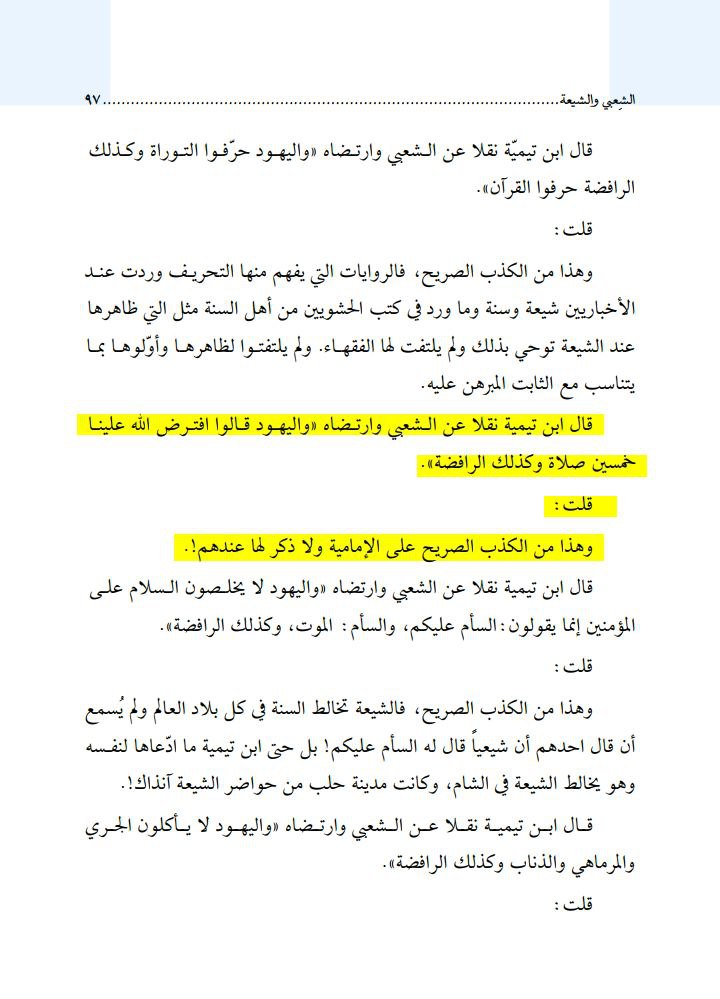 الشعبي والشيعة ................................................................................ ٩٧
قال ابن تيميّة نقلا عن الشعبي وارتضاه «واليهود حرّفوا التوراة وكذلك
الرافضة حرفوا القرآن».
قلت:
وهذا من الكذب الصريح، فالروايات التي يفهم منها التحريف وردت عند
الأخباريين شيعة وسنة وما ورد في كتب الحشويين من أهل السنة مثل التي ظاهرها
عند الشيعة توحي بذلك ولم يلتفت لها الفقهاء. ولم يلتفتوا لظاهرها وأوّلوها بما
يتناسب مع الثابت المبرهن عليه.
قال ابن تيمية نقلا عن الشعبي وارتضاه «واليهود قالوا افترض الله علينا
خمسين صلاة وكذلك الرافضة».
قلت:
وهذا من الكذب الصريح على الإمامية ولا ذكر لها عندهم!.
قال ابن تيمية نقلا عن الشعبي وارتضاه «واليهود لا يخلصون السلام على
المؤمنين إنما يقولون: السأم عليكم، والسأم: الموت، وكذلك الرافضة».
قلت:
وهذا من الكذب الصريح، فالشيعة تخالط السنة في كل بلاد العالم ولم يُسمع
أن قال احدهم أن شيعياً قال له السأم عليكم! بل حتى ابن تيمية ما ادّعاها لنفسه
وهو يخالط الشيعة في الشام، وكانت مدينة حلب من حواضر الشيعة آنذاك!.
قال ابن تيمية نقلا عن الشعبي وارتضاه «واليهود لا يأكلون الجري
والمرماهي والذناب وكذلك الرافضة».
قلت: